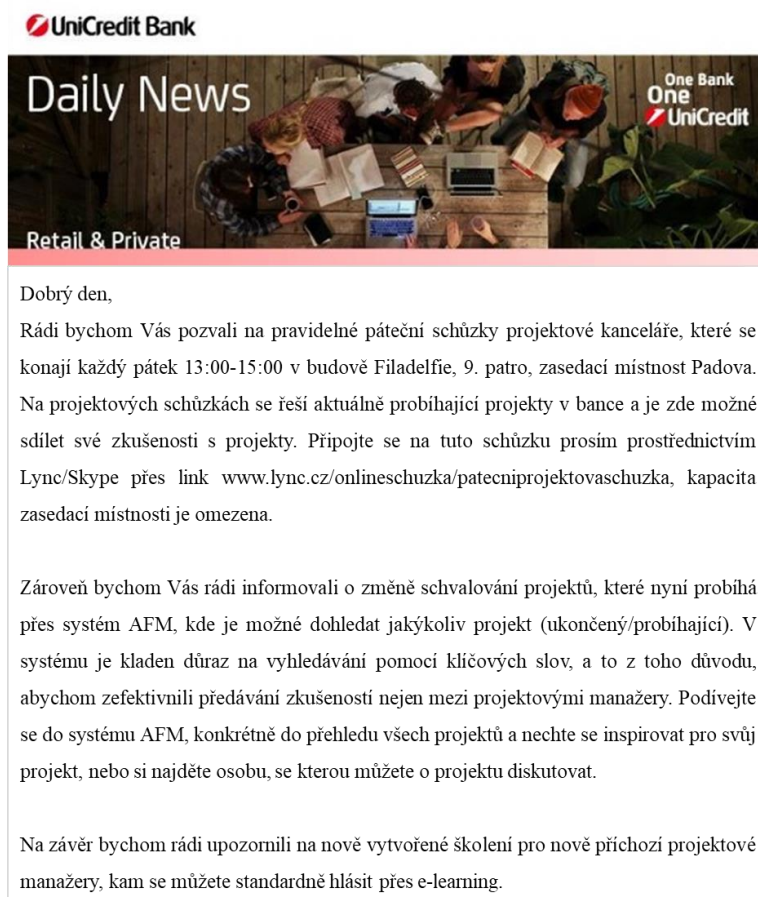 UniCredit Bank
Daily News
One Bank
One
UniCredit
Retail & Private
Dobrý den,
Rádi bychom Vás pozvali na pravidelné páteční schůzky projektové kanceláře, které se
konají každý pátek 13:00-15:00 v budově Filadelfie, 9. patro, zasedací místnost Padova.
Na projektových schůzkách se řeší aktuálně probíhající projekty v bance a je zde možné
sdílet své zkušenosti s projekty. Připojte se na tuto schůzku prosím prostřednictvím
Lync/Skype přes link www.lync.cz/onlineschuzka/patecniprojektovaschuzka, kapacita
zasedací místnosti je omezena.
Zároveň bychom Vás rádi informovali o změně schvalování projektů, které nyní probíhá
přes systém AFM, kde je možné dohledat jakýkoliv projekt (ukončený/probíhající). V
systému je kladen důraz na vyhledávání pomocí klíčových slov, a to z toho důvodu,
abychom zefektivnili předávání zkušeností nejen mezi projektovými manažery. Podívejte
se do systému AFM, konkrétně do přehledu všech projektů a nechte se inspirovat pro svůj
projekt, nebo si najděte osobu, se kterou můžete o projektu diskutovat.
Na závěr bychom rádi upozornili na nově vytvořené školení pro nově příchozí projektové
manažery, kam se můžete standardně hlásit přes e-learning.